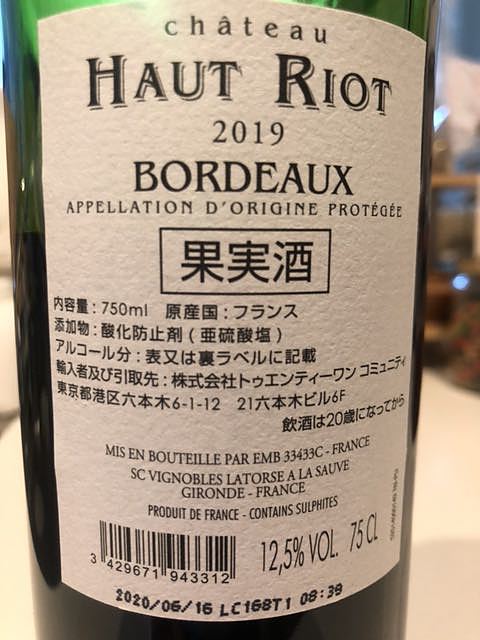 château
HAUT RIOT
2019
BORDEAUX
APPELLATION D'ORIGINE PROTÉGÉE
果実酒
内容量：750ml 原産国：フランス
添加物：酸化防止剤（亜硫酸塩）
アルコール分：表又は裏ラベルに記載
輸入者及び引取先：株式会社トゥエンティーワン コミュニティ
東京都港区六本木6-1-12 21六本木ビル6F
飲酒は20歳になってから
MIS EN BOUTEILLE PAR EMB 33433C - FRANCE
SC VIGNOBLES LATORSE A LA SAUVE
GIRONDE - FRANCE
PRODUIT DE FRANCE - CONTAINS SULPHITES
12,5% VOL. 75 CL
3 429671 943312
2020/06/16 LC168T1 08:39